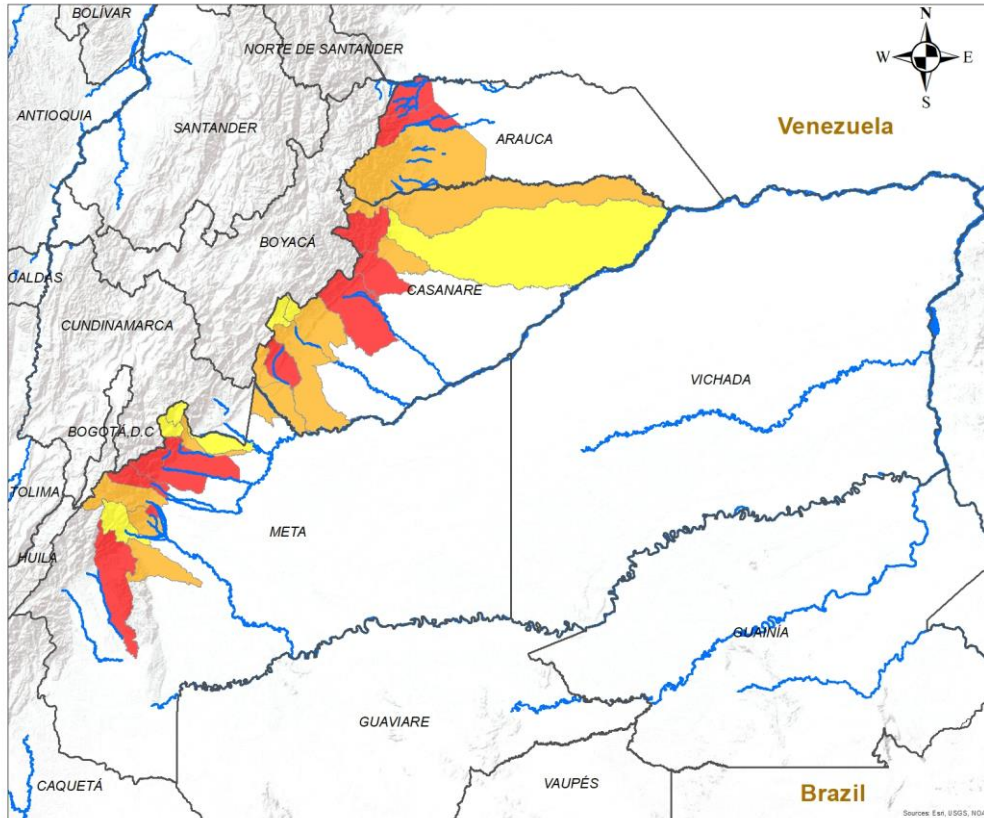 BOLÍVAR
N
NORTE DE SANTANDER
W E
S
ANTIOQUIA
SANTANDER
ARAUCA
Venezuela
BOYACÁ
CALDAS
CASANARE
CUNDINAMARCA
VICHADA
BOGOTÁ, D.C
TOLIMA
META
HUILA
GUAINÍA
GUAVIARE
CAQUETÁ
VAUPÉS
Brazil
Sources: Esri, USGS, NOA